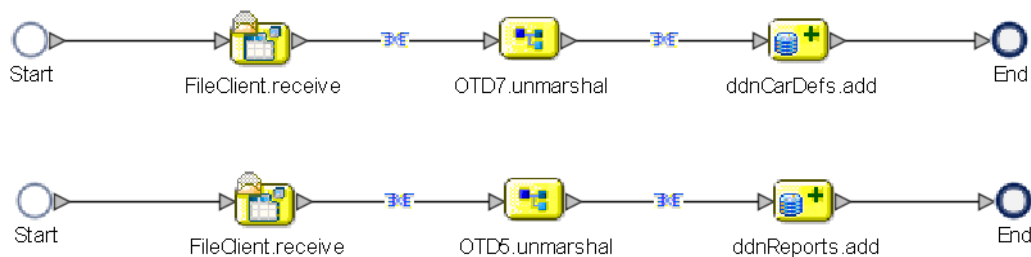 Start
FileClient.receive
OTD7.unmarshal
ddnCarDefs.add
End
Start
FileClient.receive
OTD5.unmarshal
ddnReports.add
End